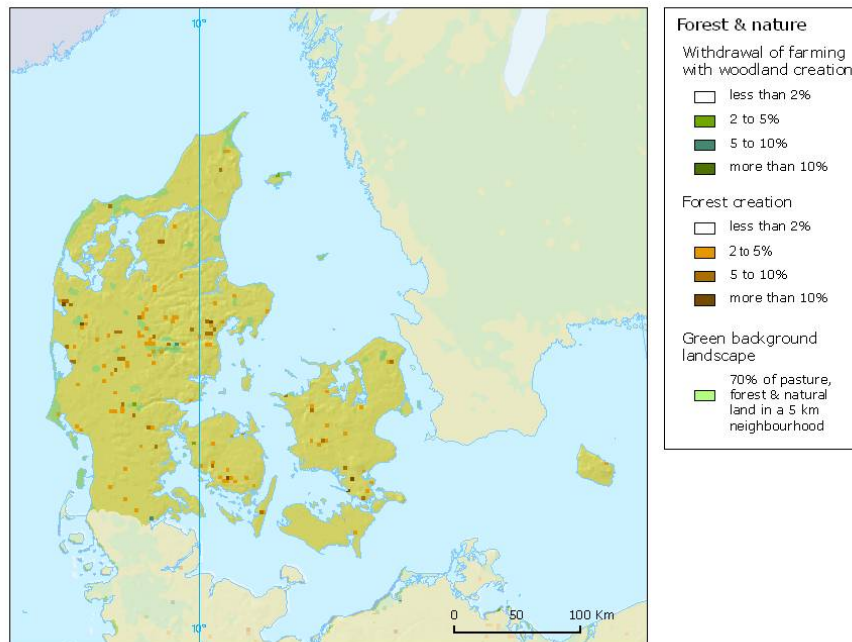 10°
Forest & nature
Withdrawal of farming
with woodland creation
less than 2%
2 to 5%
5 to 10%
more than 10%
Forest creation
less than 2%
2 to 5%
5 to 10%
more than 10%
Green background
landscape
70% of pasture,
forest & natural
land in a 5 km
neighbourhood
0 50 100 Km
10°